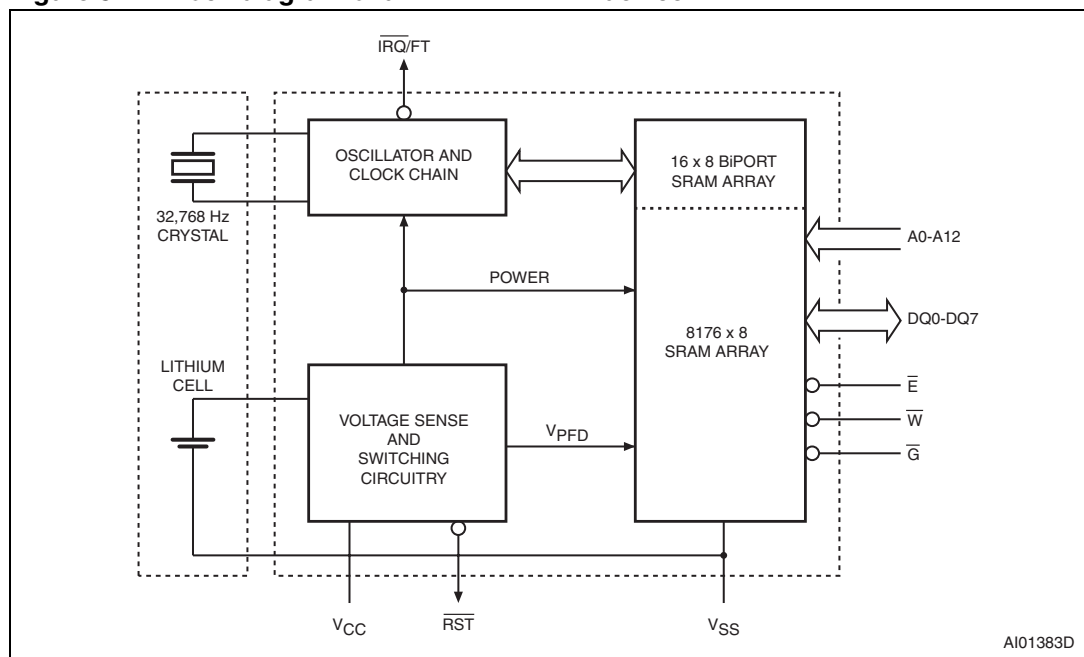 IRQ/FT
OSCILLATOR AND
CLOCK CHAIN
16 x 8 BiPORT
SRAM ARRAY
32,768 Hz
CRYSTAL
A0-A12
POWER
DQ0-DQ7
8176 x 8
SRAM ARRAY
LITHIUM
CELL
E
VOLTAGE SENSE
AND
SWITCHING
CIRCUITRY
VPFD
W
G
VCC
RST
VSS
AI01383D